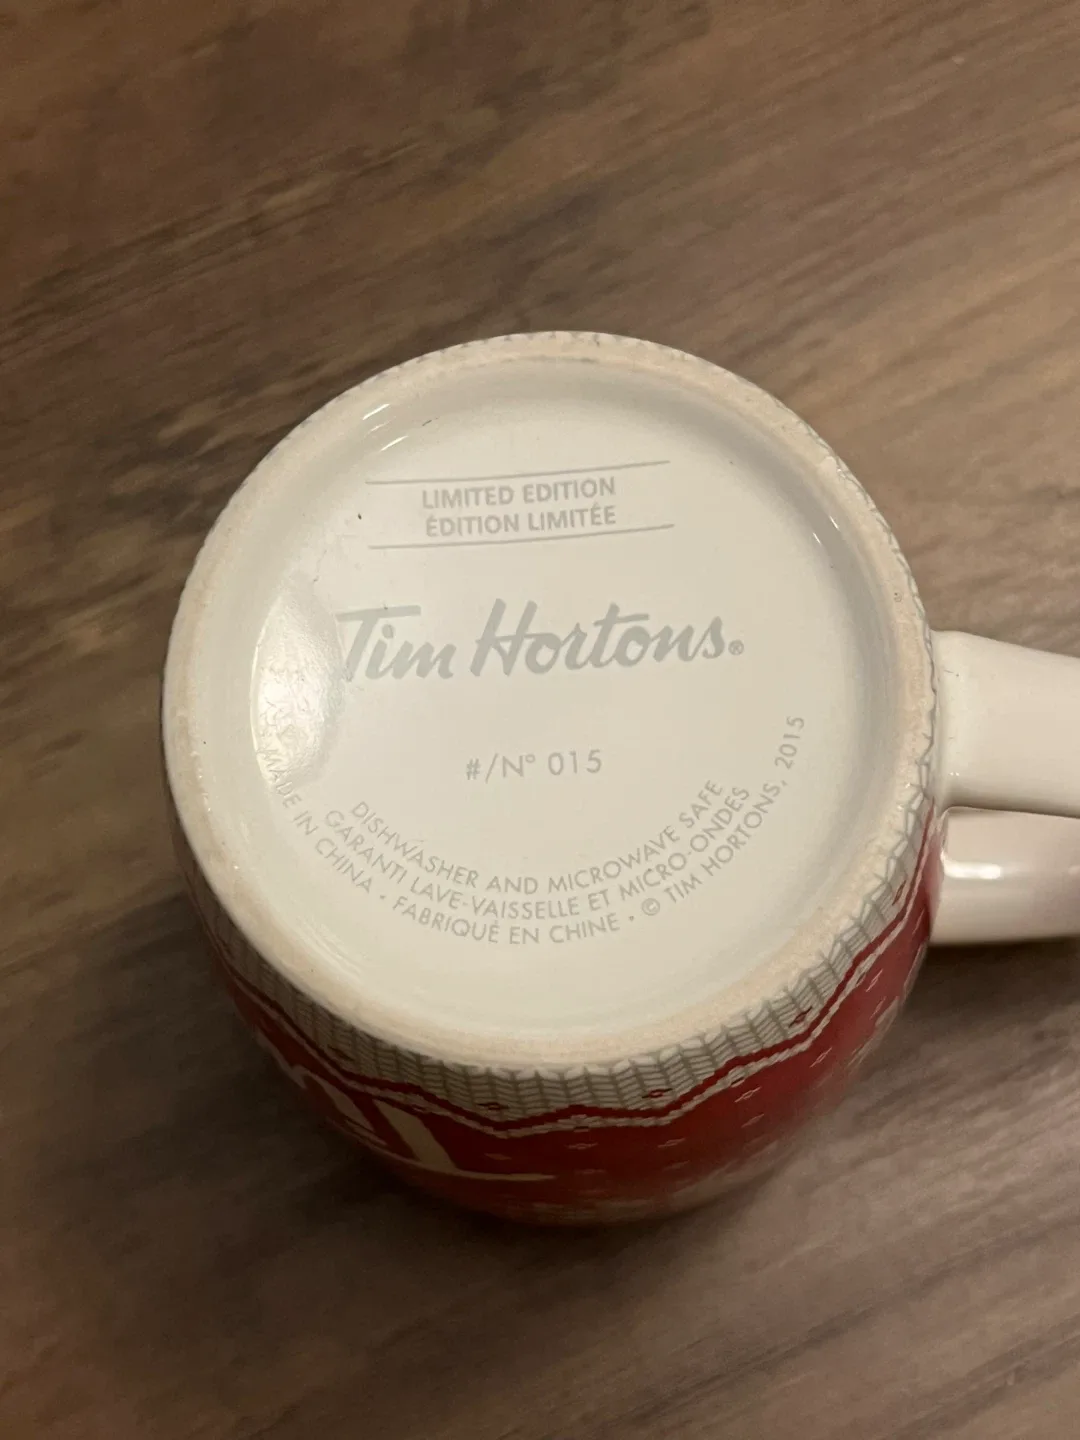 LIMITED EDITION
ÉDITION LIMITÉE
Tim Hortons®
#/N° 015
DISHWASHER AND MICROWAVE SAFE
GARANTI LAVE-VAISSELLE ET MICRO-ONDES
MADE IN CHINA • FABRIQUÉ EN CHINE • © TIM HORTONS, 2015